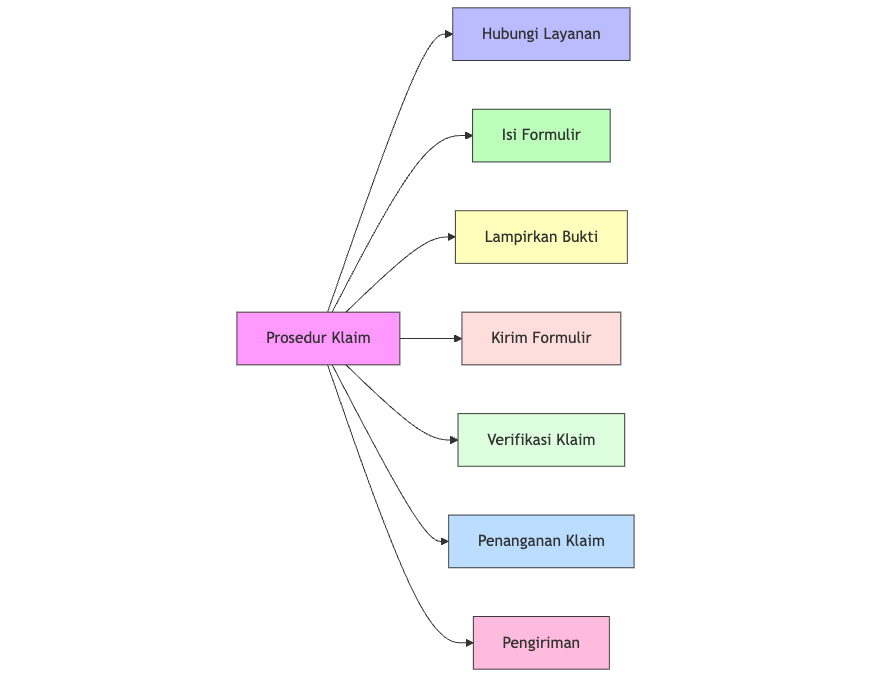 Hubungi Layanan
Isi Formulir
Lampirkan Bukti
Prosedur Klaim
Kirim Formulir
Verifikasi Klaim
Penanganan Klaim
Pengiriman